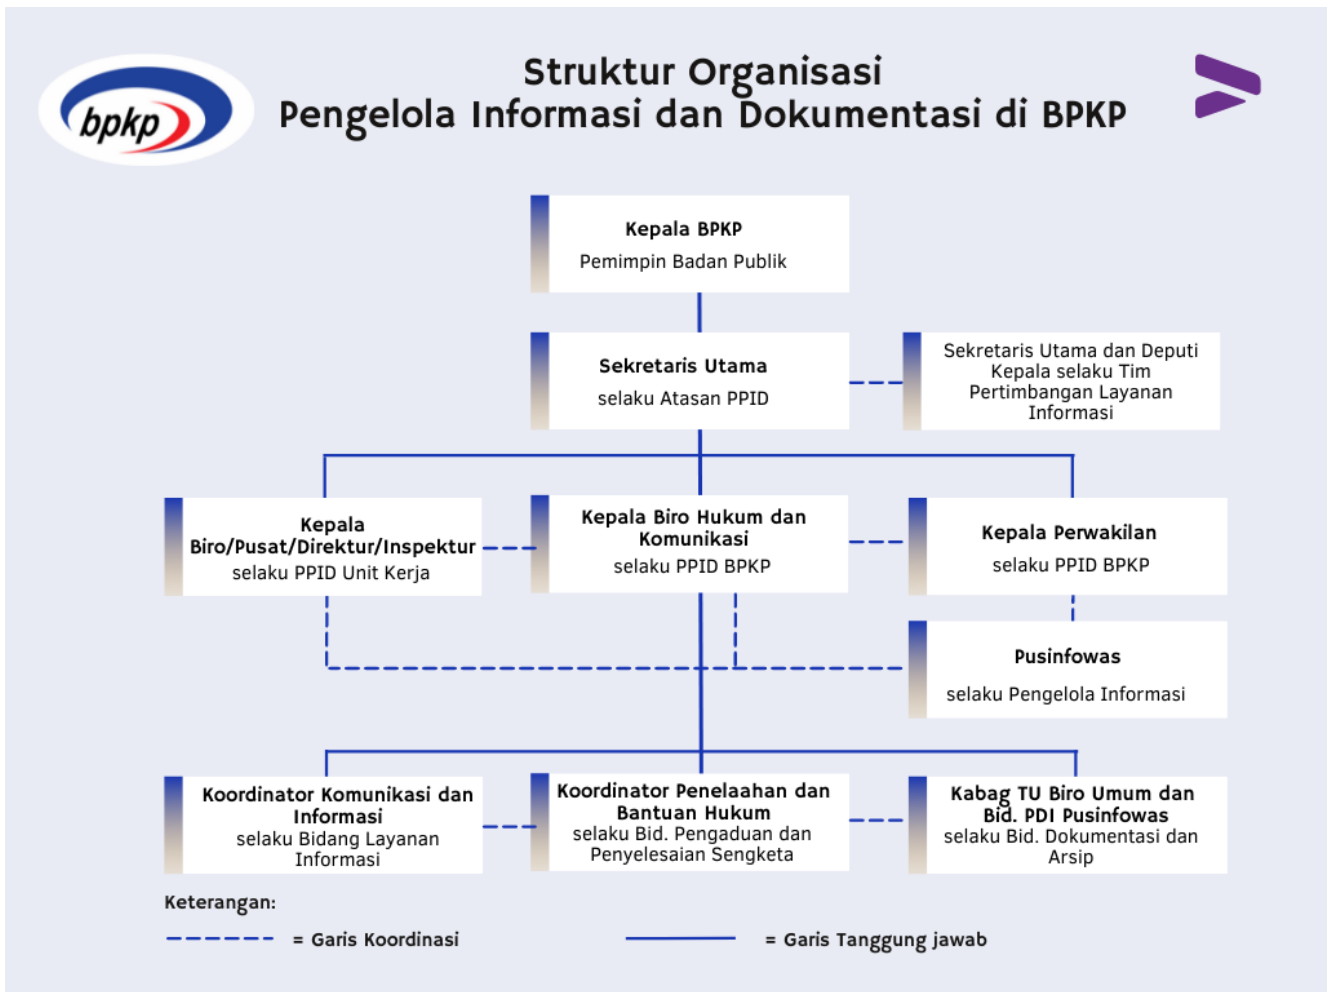 bpkp
Struktur Organisasi
Pengelola Informasi dan Dokumentasi di BPKP
Kepala BPKP
Pemimpin Badan Publik
Sekretaris Utama
selaku Atasan PPID
Sekretaris Utama dan Deputi
Kepala selaku Tim
Pertimbangan Layanan
Informasi
Kepala
Biro/Pusat/Direktur/Inspektur
selaku PPID Unit Kerja
Kepala Biro Hukum dan
Komunikasi
selaku PPID BPKP
Kepala Perwakilan
selaku PPID BPKP
Pusinfowas
selaku Pengelola Informasi
Koordinator Komunikasi dan
Informasi
selaku Bidang Layanan
Informasi
Koordinator Penelaahan dan
Bantuan Hukum
selaku Bid. Pengaduan dan
Penyelesaian Sengketa
Kabag TU Biro Umum dan
Bid. PDI Pusinfowas
selaku Bid. Dokumentasi dan
Arsip
Keterangan:
= Garis Koordinasi
= Garis Tanggung jawab